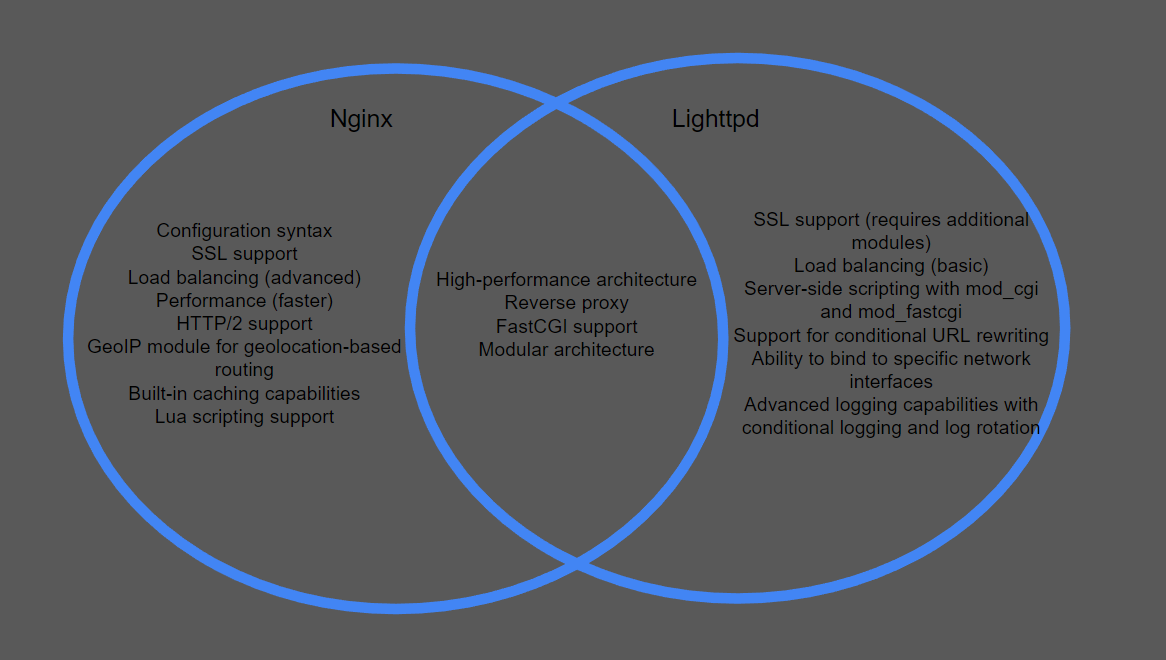 Nginx
Lighttpd
Configuration syntax
SSL support
Load balancing (advanced)
Performance (faster)
HTTP/2 support
GeoIP module for geolocation-based
routing
Built-in caching capabilities
Lua scripting support
High-performance architecture
Reverse proxy
FastCGI support
Modular architecture
SSL support (requires additional
modules)
Load balancing (basic)
Server-side scripting with mod_cgi
and mod_fastcgi
Support for conditional URL rewriting
Ability to bind to specific network
interfaces
Advanced logging capabilities with
conditional logging and log rotation